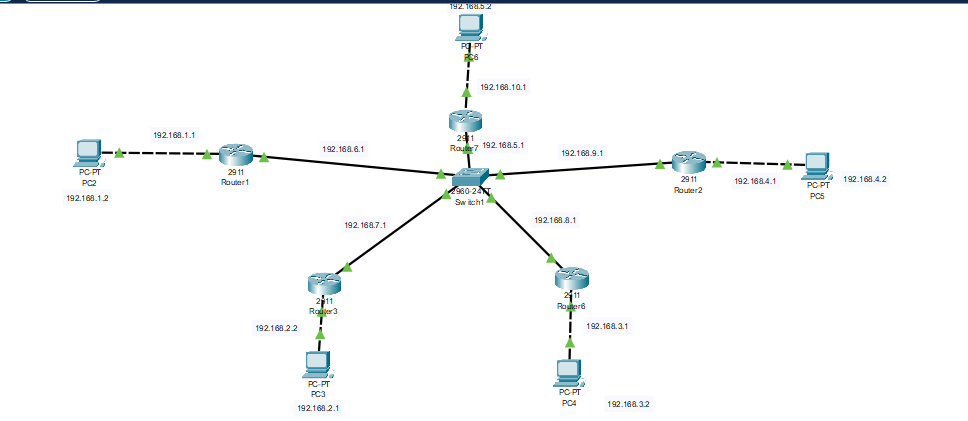 192.168.5.2
PC-PT
PC6
192.168.10.1
2911
Router7
192.168.5.1
192.168.1.1
192.168.6.1
192.168.9.1
PC-PT
PC2
192.168.1.2
2911
Router1
2960-24TT
Switch1
2911
Router2
192.168.4.1
PC-PT
PC5
192.168.4.2
192.168.7.1
192.168.8.1
2911
Router3
2911
Router6
192.168.2.2
192.168.3.1
PC-PT
PC3
192.168.2.1
PC-PT
PC4
192.168.3.2